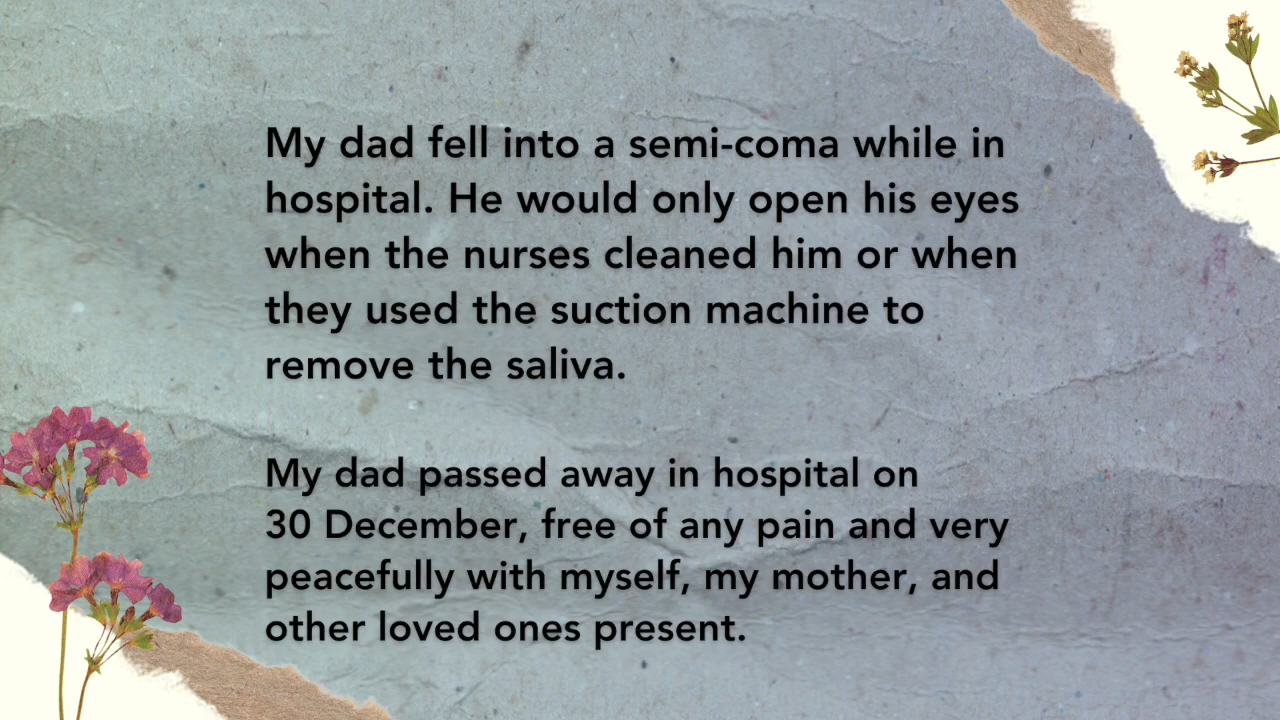 My dad fell into a semi-coma while in
hospital. He would only open his eyes
when the nurses cleaned him or when
they used the suction machine to
remove the saliva.
My dad passed away in hospital on
30 December, free of any pain and very
peacefully with myself, my mother, and
other loved ones present.